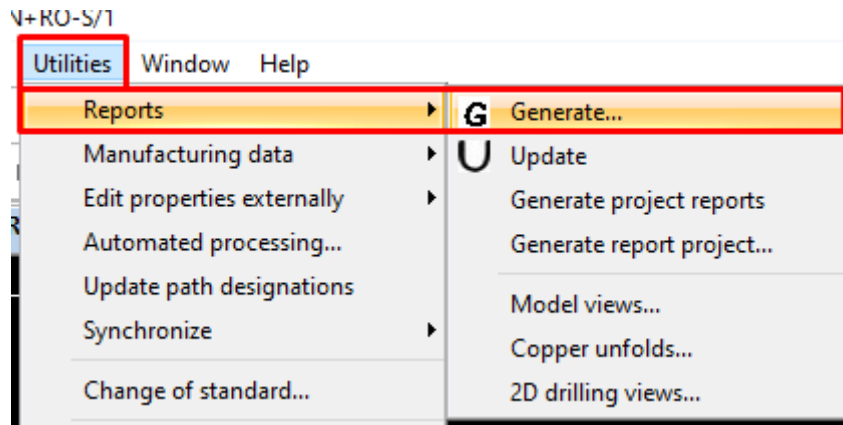 N+RO-S/1
Utilities Window Help
Reports
Manufacturing data
Edit properties externally
Automated processing...
Update path designations
Synchronize
Change of standard...
G Generate...
U Update
Generate project reports
Generate report project...
Model views...
Copper unfolds...
2D drilling views...